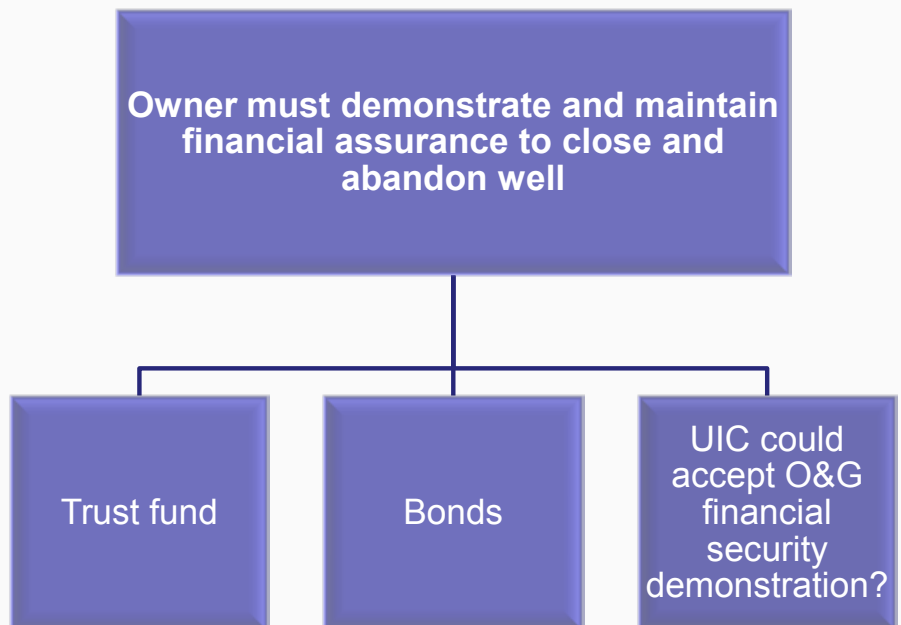 Owner must demonstrate and maintain
financial assurance to close and
abandon well
Trust fund
Bonds
UIC could
accept O&G
financial
security
demonstration?